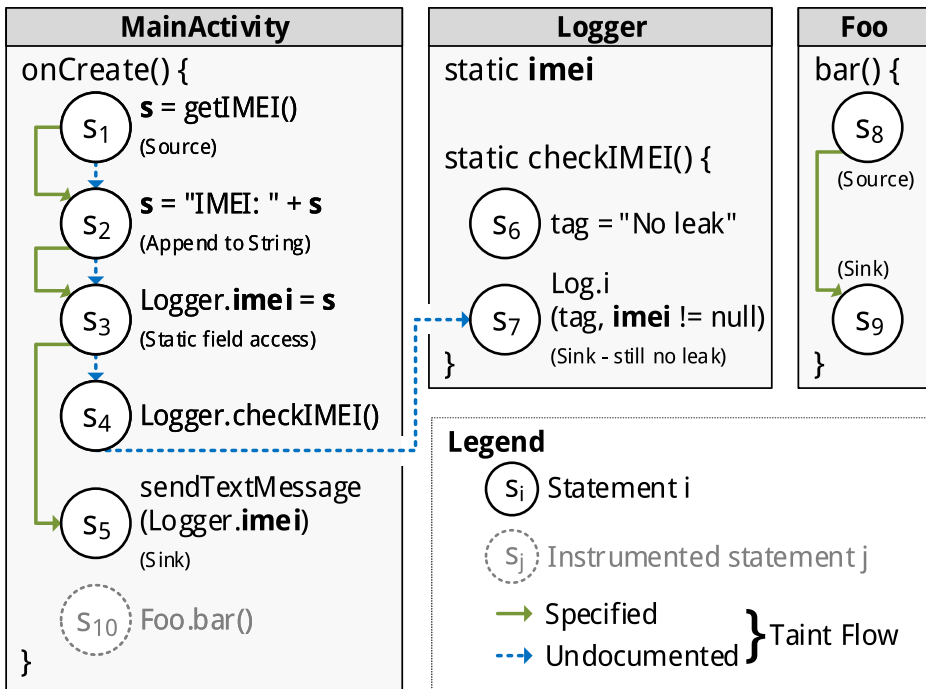 MainActivity
onCreate() {
s1
s = getIMEI()
(Source)
s2
s = "IMEI: " + s
(Append to String)
s3
Logger.imei = s
(Static field access)
s4
Logger.checkIMEI()
s5
sendTextMessage
(Logger.imei)
(Sink)
s10
Foo.bar()
}
Logger
static imei
static checkIMEI() {
s6
tag = "No leak"
s7
Log.i
(tag, imei != null)
(Sink - still no leak)
}
Foo
bar() {
s8
(Source)
(Sink)
s9
}
Legend
si
Statement i
sj
Instrumented statement j
Specified
Undocumented
} Taint Flow